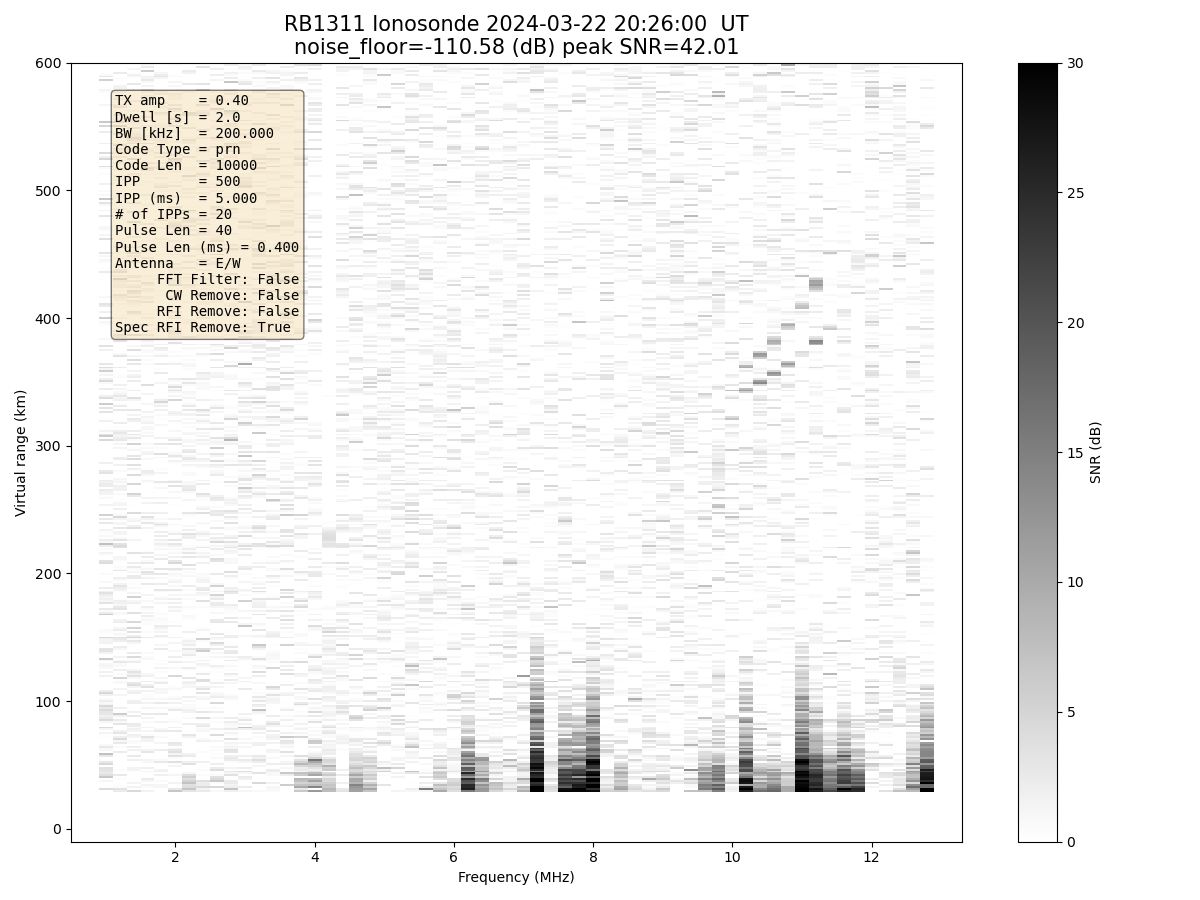 RB1311 Ionosonde 2024-03-22 20:26:00  UT
noise_floor=-110.58 (dB) peak SNR=42.01
TX amp    = 0.40
Dwell [s] = 2.0
BW [kHz]  = 200.000
Code Type = prn
Code Len  = 10000
IPP       = 500
IPP (ms)  = 5.000
# of IPPs = 20
Pulse Len = 40
Pulse Len (ms) = 0.400
Antenna   = E/W
FFT Filter: False
CW Remove: False
RFI Remove: False
Spec RFI Remove: True
600
500
400
300
200
100
0
Virtual range (km)
2 4 6 8 10 12
Frequency (MHz)
30
25
20
15
10
5
0
SNR (dB)